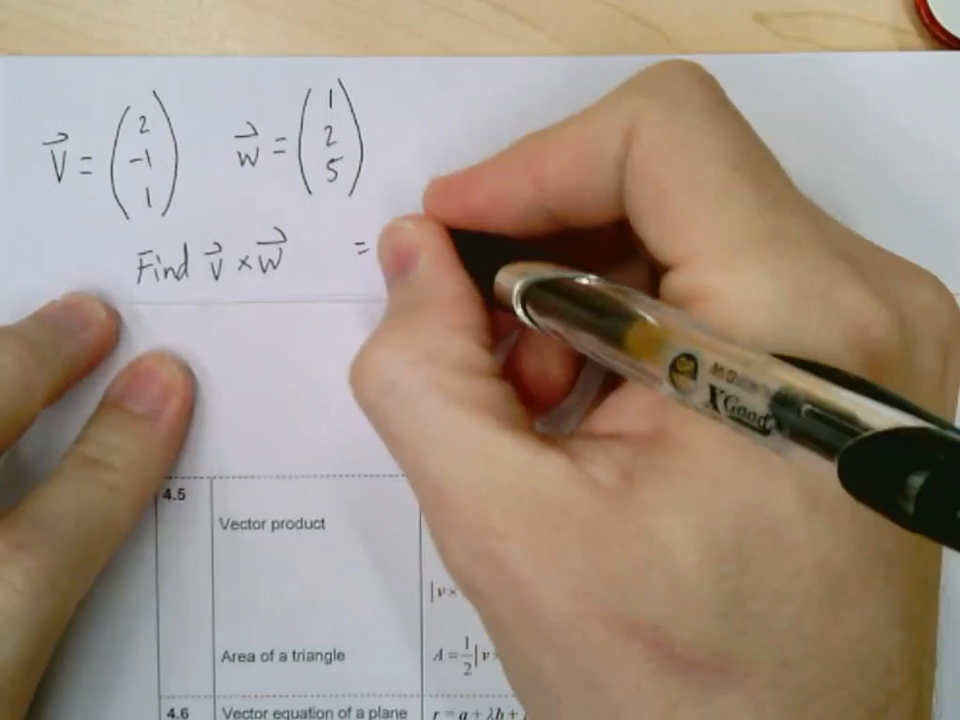 V⃗ = (2 -1 1) w⃗ = (1 2 5)
Find v⃗ × w⃗ =
XGood
4.5 Vector product
|v×
Area of a triangle A = 1/2 |v×
4.6 Vector equation of a plane r = a + λb +